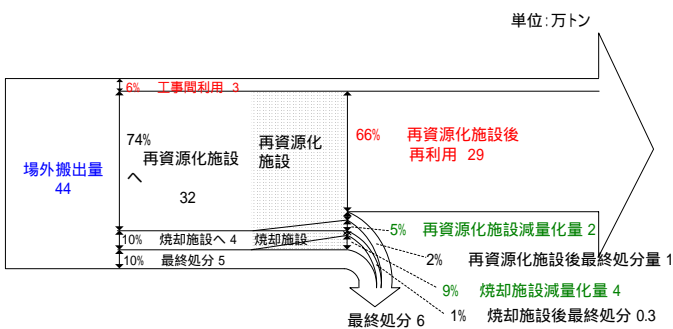 単位:万トン
6% 工事間利用 3
74%
再資源化施設
へ
32
再資源化
施設
66% 再資源化施設後
再利用 29
場外搬出量
44
5% 再資源化施設減量化量 2
10% 焼却施設へ 4 焼却施設
2% 再資源化施設後最終処分量 1
10% 最終処分 5
9% 焼却施設減量化量 4
1% 焼却施設後最終処分 0.3
最終処分 6